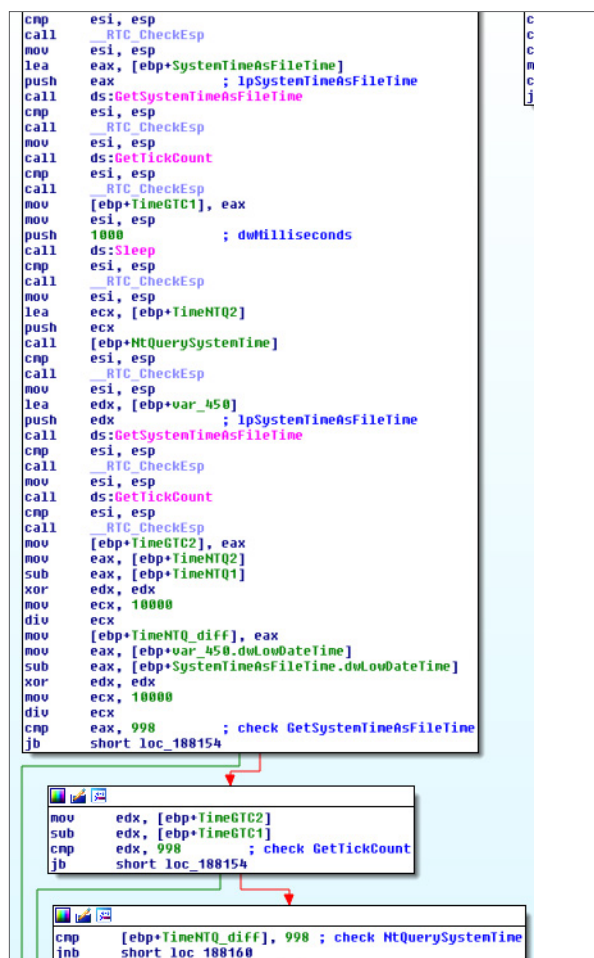 cmp esi, esp
call __RTC_CheckEsp
mov esi, esp
lea eax, [ebp+SystemTimeAsFileTime]
push eax ; lpSystemTimeAsFileTime
call ds:GetSystemTimeAsFileTime
cmp esi, esp
call __RTC_CheckEsp
mov esi, esp
call ds:GetTickCount
cmp esi, esp
call __RTC_CheckEsp
mov [ebp+TimeGTC1], eax
mov esi, esp
push 1000 ; dwMilliseconds
call ds:Sleep
cmp esi, esp
call __RTC_CheckEsp
mov esi, esp
lea ecx, [ebp+TimeNTQ2]
push ecx
call [ebp+NtQuerySystemTime]
cmp esi, esp
call __RTC_CheckEsp
mov esi, esp
lea edx, [ebp+var_450]
push edx ; lpSystemTimeAsFileTime
call ds:GetSystemTimeAsFileTime
cmp esi, esp
call __RTC_CheckEsp
mov esi, esp
call ds:GetTickCount
cmp esi, esp
call __RTC_CheckEsp
mov [ebp+TimeGTC2], eax
mov eax, [ebp+TimeNTQ2]
sub eax, [ebp+TimeNTQ1]
xor edx, edx
mov ecx, 10000
div ecx
mov [ebp+TimeNTQ_diff], eax
mov eax, [ebp+var_450.dwLowDateTime]
sub eax, [ebp+SystemTimeAsFileTime.dwLowDateTime]
xor edx, edx
mov ecx, 10000
div ecx
cmp eax, 998 ; check GetSystemTimeAsFileTime
jb short loc_188154
mov edx, [ebp+TimeGTC2]
sub edx, [ebp+TimeGTC1]
cmp edx, 998 ; check GetTickCount
jb short loc_188154
cmp [ebp+TimeNTQ_diff], 998 ; check NtQuerySystemTime
jnb short loc_188160
c
c
c
m
c
j